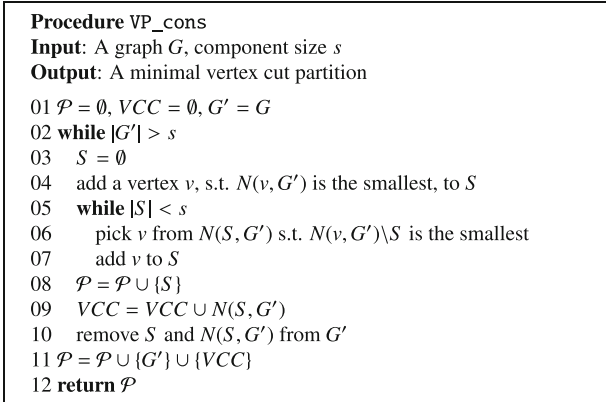 Procedure VP_cons
Input: A graph G, component size s
Output: A minimal vertex cut partition
01 𝒫 = ∅, VCC = ∅, G′ = G
02 while |G′| > s
03 S = ∅
04 add a vertex v, s.t. N(v, G′) is the smallest, to S
05 while |S| < s
06 pick v from N(S, G′) s.t. N(v, G′)\S is the smallest
07 add v to S
08 𝒫 = 𝒫 ∪ {S}
09 VCC = VCC ∪ N(S, G′)
10 remove S and N(S, G′) from G′
11 𝒫 = 𝒫 ∪ {G′} ∪ {VCC}
12 return 𝒫